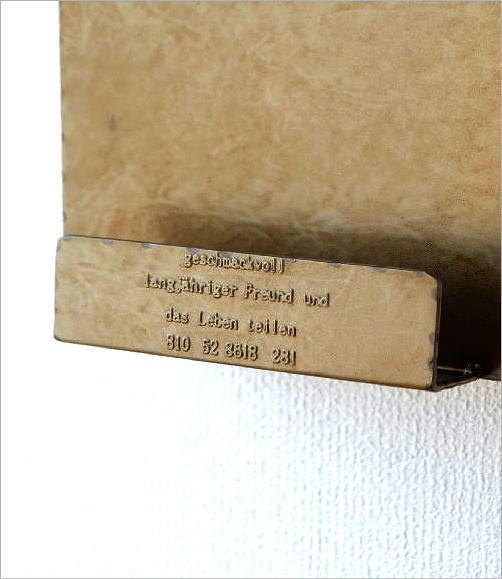 geschmackvoll
langjähriger Freund und
das Leben teilen
810 52 8618 281